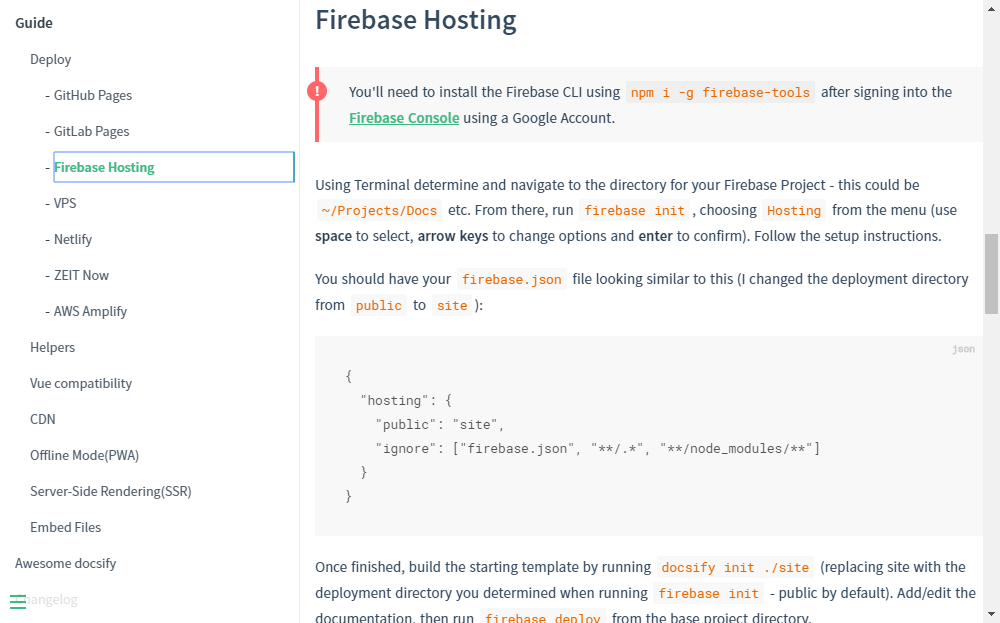 Guide
Deploy
- GitHub Pages
- GitLab Pages
- Firebase Hosting
- VPS
- Netlify
- ZEIT Now
- AWS Amplify
Helpers
Vue compatibility
CDN
Offline Mode(PWA)
Server-Side Rendering(SSR)
Embed Files
Awesome docsify
Changelog
Firebase Hosting
!
You'll need to install the Firebase CLI using npm i -g firebase-tools after signing into the
Firebase Console using a Google Account.
Using Terminal determine and navigate to the directory for your Firebase Project - this could be
~/Projects/Docs etc. From there, run firebase init , choosing Hosting from the menu (use
space to select, arrow keys to change options and enter to confirm). Follow the setup instructions.
You should have your firebase.json file looking similar to this (I changed the deployment directory
from public to site ):
json
{
"hosting": {
"public": "site",
"ignore": ["firebase.json", "**/.*", "**/node_modules/**"]
}
}
Once finished, build the starting template by running docsify init ./site (replacing site with the
deployment directory you determined when running firebase init - public by default). Add/edit the
documentation, then run firebase deploy from the base project directory.